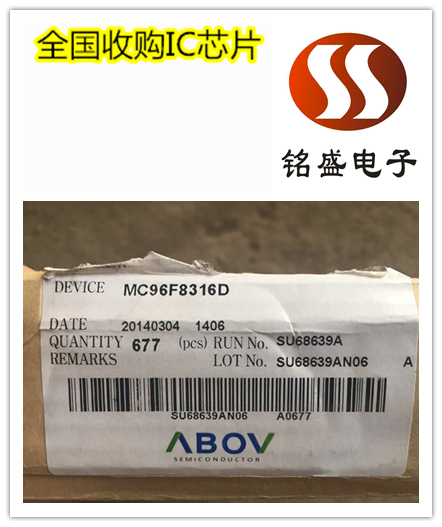 全国收购IC芯片
铭盛电子
DEVICE MC96F8316D
DATE 20140304 1406
QUANTITY 677 (pcs) RUN No. SU68639A
REMARKS LOT No. SU68639AN06 A
SU68639AN06 A0677
ABOV
SEMICONDUCTOR